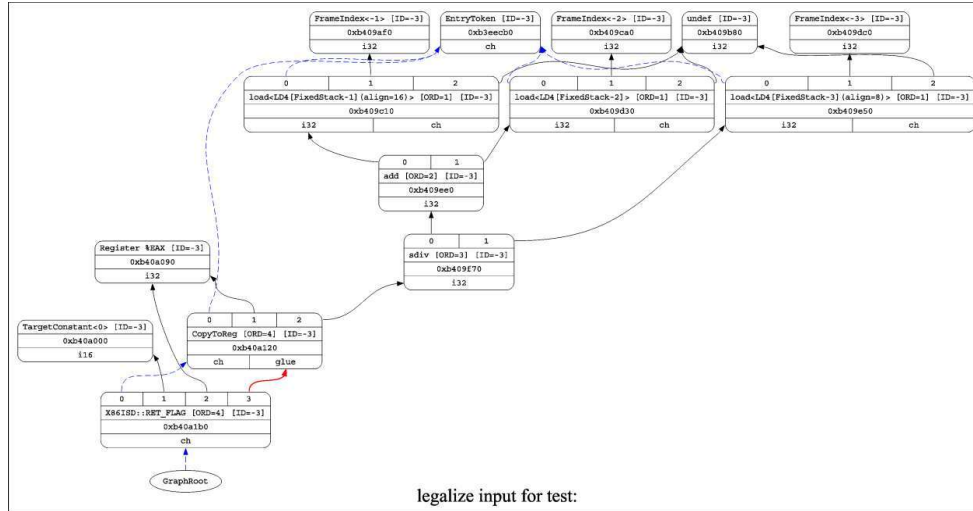 FrameIndex<-1> [ID=-3]
0xb409af0
i32
EntryToken [ID=-3]
0xb3eecb0
ch
FrameIndex<-2> [ID=-3]
0xb409ca0
i32
undef [ID=-3]
0xb409b80
i32
FrameIndex<-3> [ID=-3]
0xb409dc0
i32
0 1 2
load<LD4[FixedStack-1](align=16)> [ORD=1] [ID=-3]
0xb409c10
i32 ch
0 1 2
load<LD4[FixedStack-2]> [ORD=1] [ID=-3]
0xb409d30
i32 ch
0 1 2
load<LD4[FixedStack-3](align=8)> [ORD=1] [ID=-3]
0xb409e50
i32 ch
0 1
add [ORD=2] [ID=-3]
0xb409ee0
i32
0 1
sdiv [ORD=3] [ID=-3]
0xb409f70
i32
Register %EAX [ID=-3]
0xb40a090
i32
0 1 2
CopyToReg [ORD=4] [ID=-3]
0xb40a120
ch glue
TargetConstant<0> [ID=-3]
0xb40a000
i16
0 1 2 3
X86ISD::RET_FLAG [ORD=4] [ID=-3]
0xb40a1b0
ch
GraphRoot
legalize input for test: